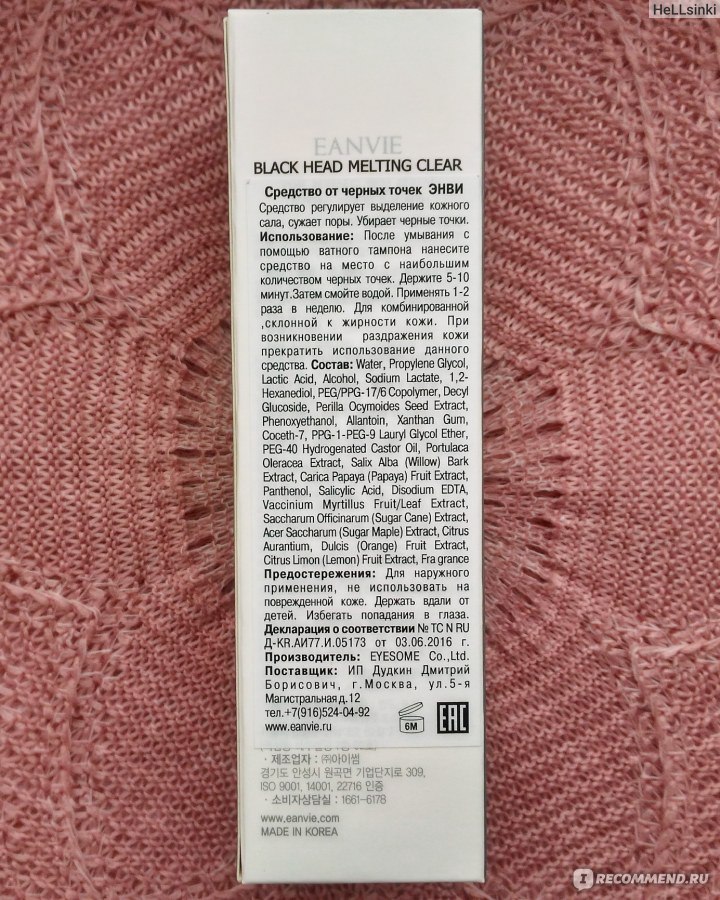 HeLLsinki
EANVIE
BLACK HEAD MELTING CLEAR
Средство от черных точек ЭНВИ
Средство регулирует выделение кожного
сала, сужает поры. Убирает черные точки.
Использование: После умывания с
помощью ватного тампона нанесите
средство на место с наибольшим
количеством черных точек. Держите 5-10
минут.Затем смойте водой. Применять 1-2
раза в неделю. Для комбинированной
,склонной к жирности кожи. При
возникновении раздражения кожи
прекратить использование данного
средства. Состав: Water, Propylene Glycol,
Lactic Acid, Alcohol, Sodium Lactate, 1,2-
Hexanediol, PEG/PPG-17/6 Copolymer, Decyl
Glucoside, Perilla Ocymoides Seed Extract,
Phenoxyethanol, Allantoin, Xanthan Gum,
Coceth-7, PPG-1-PEG-9 Lauryl Glycol Ether,
PEG-40 Hydrogenated Castor Oil, Portulaca
Oleracea Extract, Salix Alba (Willow) Bark
Extract, Carica Papaya (Papaya) Fruit Extract,
Panthenol, Salicylic Acid, Disodium EDTA,
Vaccinium Myrtillus Fruit/Leaf Extract,
Saccharum Officinarum (Sugar Cane) Extract,
Acer Saccharum (Sugar Maple) Extract, Citrus
Aurantium, Dulcis (Orange) Fruit Extract,
Citrus Limon (Lemon) Fruit Extract, Fra grance
Предостережения: Для наружного
применения, не использовать на
поврежденной коже. Держать вдали от
детей. Избегать попадания в глаза.
Декларация о соответствии № ТС N RU
Д-KR.АИ77.И.05173 от 03.06.2016 г.
Производитель: EYESOME Co.,Ltd.
Поставщик: ИП Дудкин Дмитрий
Борисович, г.Москва, ул.5-я
Магистральная д.12
тел.+7(916)524-04-92
www.eanvie.ru
6M
EAC
· 제조업자 : ㈜아이썸
경기도 안성시 원곡면 기업단지로 309,
ISO 9001, 14001, 22716 인증
· 소비자상담실 : 1661-6178
www.eanvie.com
MADE IN KOREA
I RECOMMEND.RU